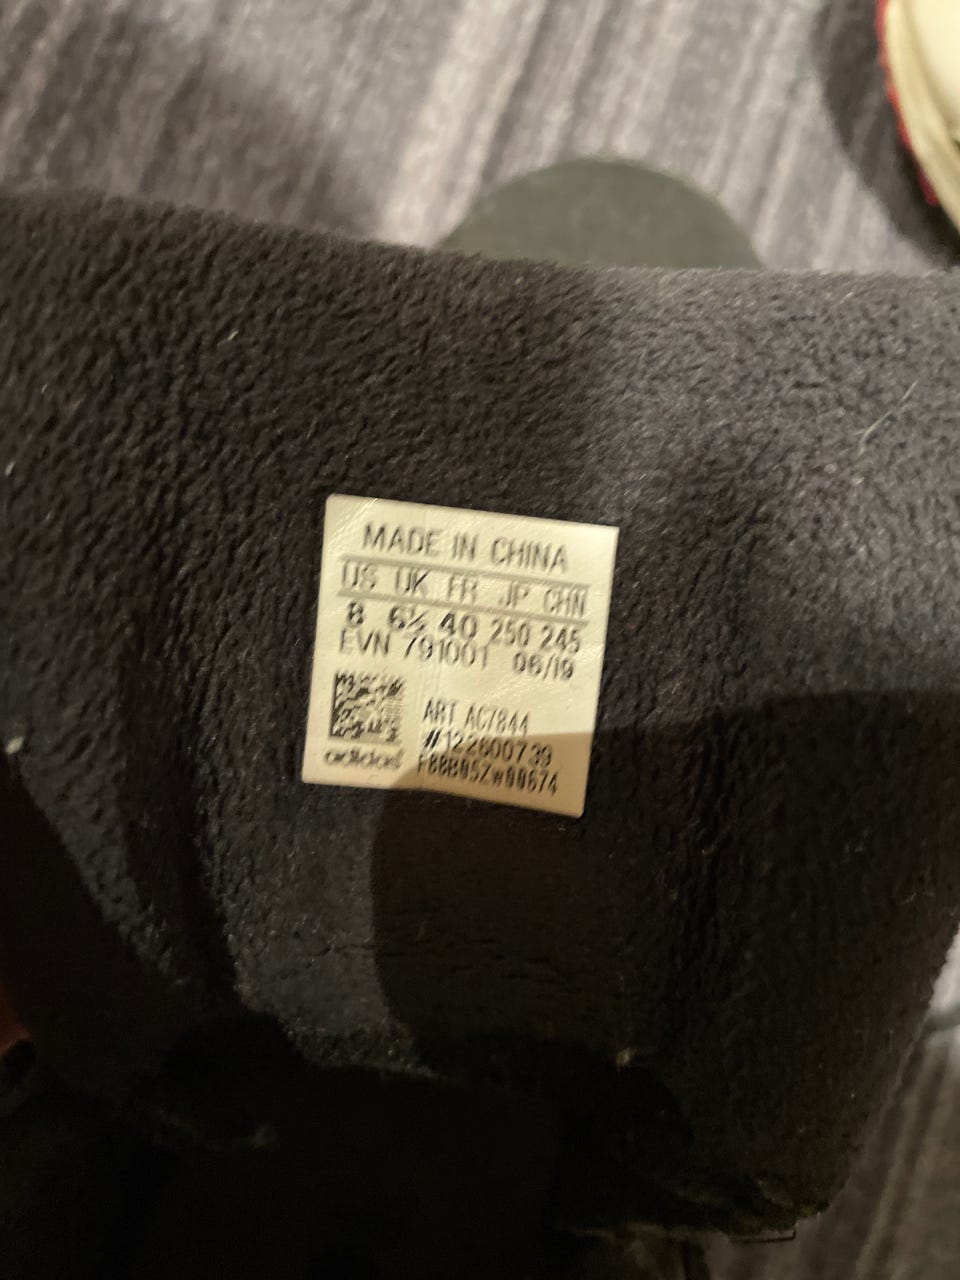 MADE IN CHINA
US UK FR JP CHN
8 6½ 40 250 245
EVN 791001 06/19
ART AC7844
#122600739
adidas F88B05Zw00674